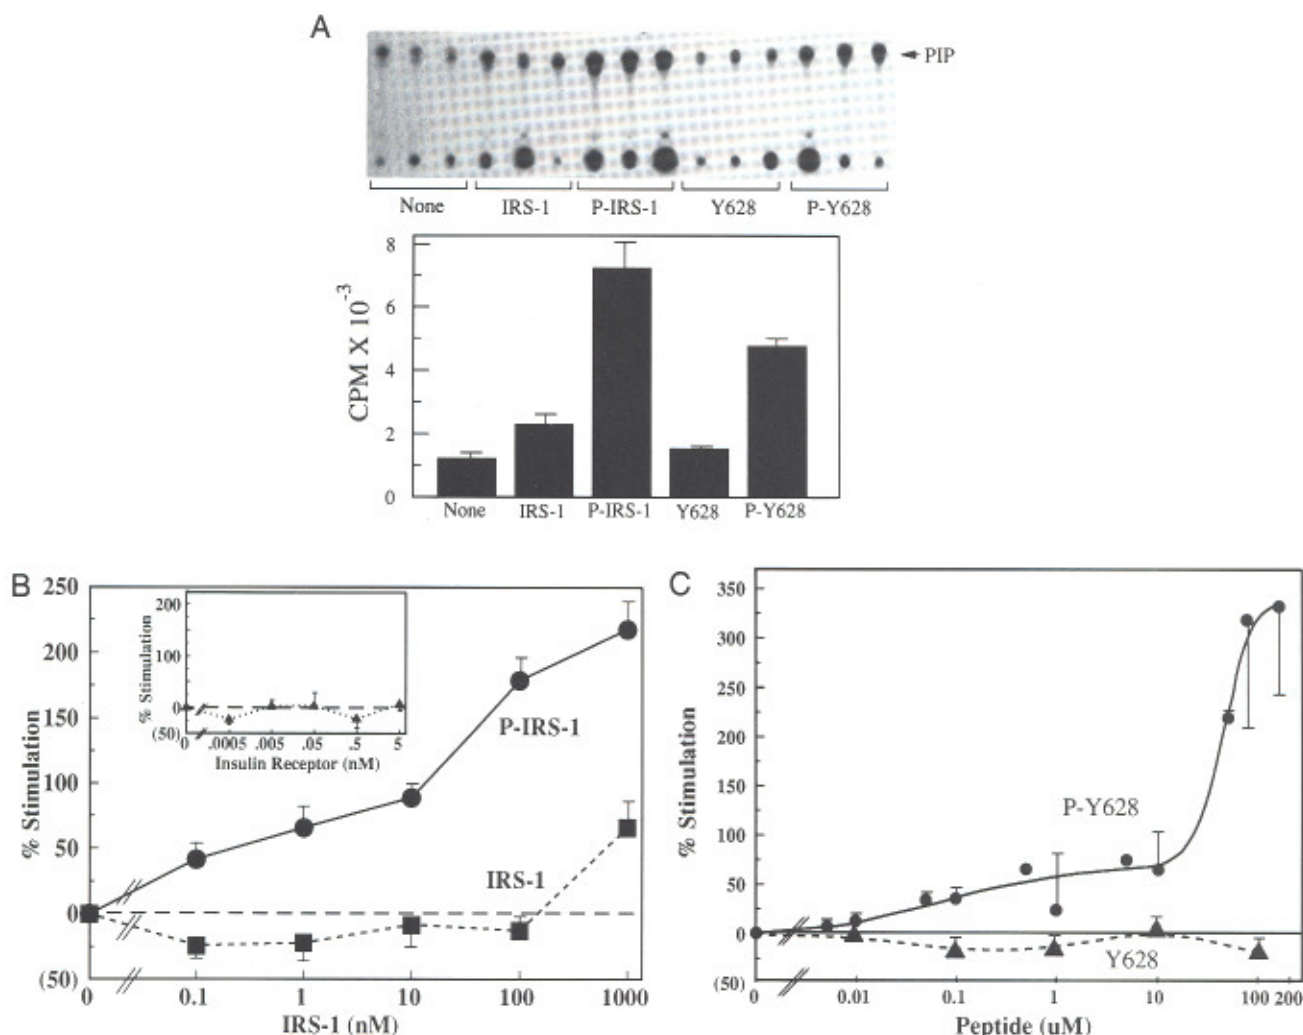 A
PIP
None IRS-1 P-IRS-1 Y628 P-Y628
CPM X 10⁻³
8
6
4
2
0
None IRS-1 P-IRS-1 Y628 P-Y628
B
% Stimulation
250
200
150
100
50
0
(50)
0 0.1 1 10 100 1000
IRS-1 (nM)
P-IRS-1
IRS-1
% Stimulation
200
100
0
(50)
0 .0005 .005 .05 .5 5
Insulin Receptor (nM)
C
% Stimulation
350
300
250
200
150
100
50
0
(50)
P-Y628
Y628
0 0.01 0.1 1 10 100 200
Peptide (uM)